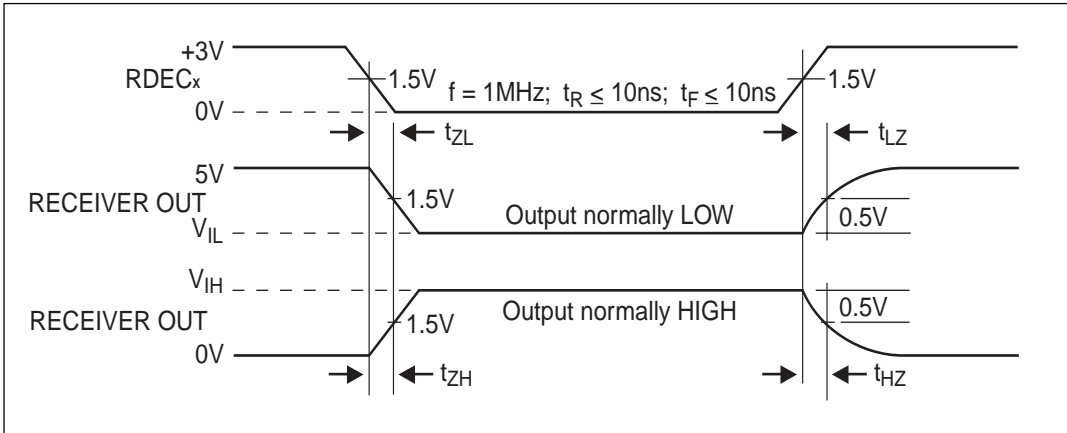 +3V
RDECx
1.5V
f = 1MHz; tR ≤ 10ns; tF ≤ 10ns
1.5V
0V
tZL
tLZ
5V
RECEIVER OUT
1.5V
Output normally LOW
0.5V
VIL
VIH
RECEIVER OUT
1.5V
Output normally HIGH
0.5V
0V
tZH
tHZ